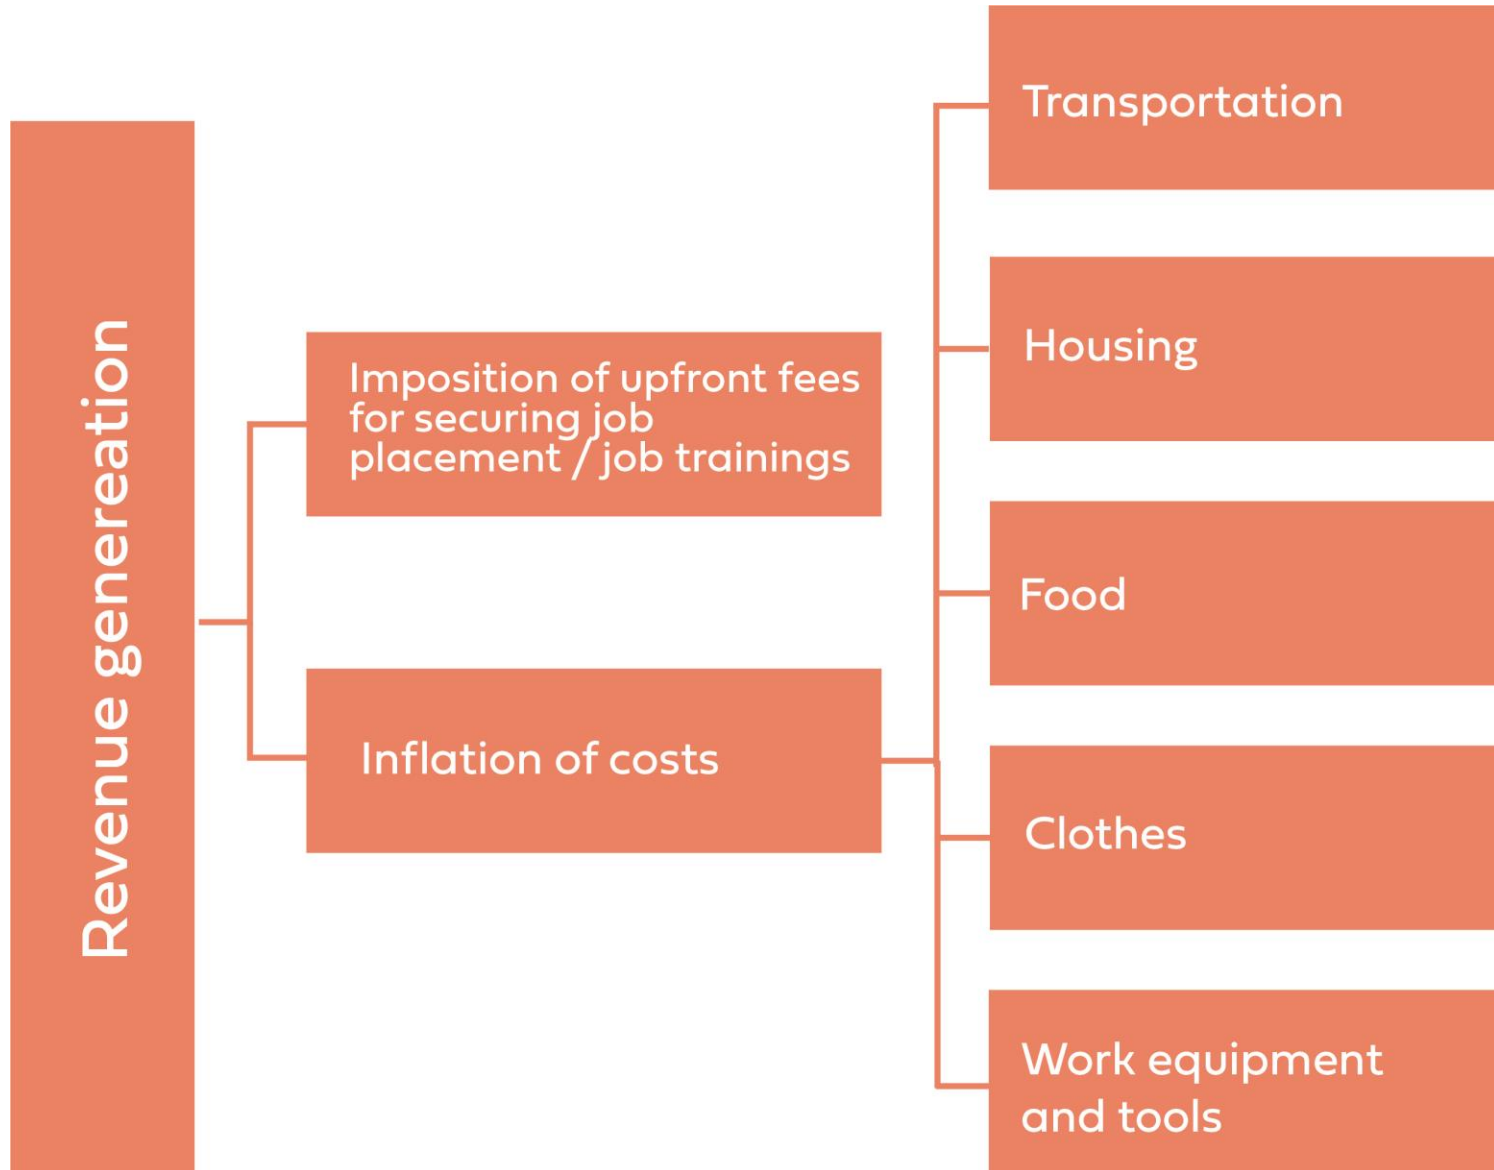 Revenue genereation
Imposition of upfront fees
for securing job
placement / job trainings
Inflation of costs
Transportation
Housing
Food
Clothes
Work equipment
and tools